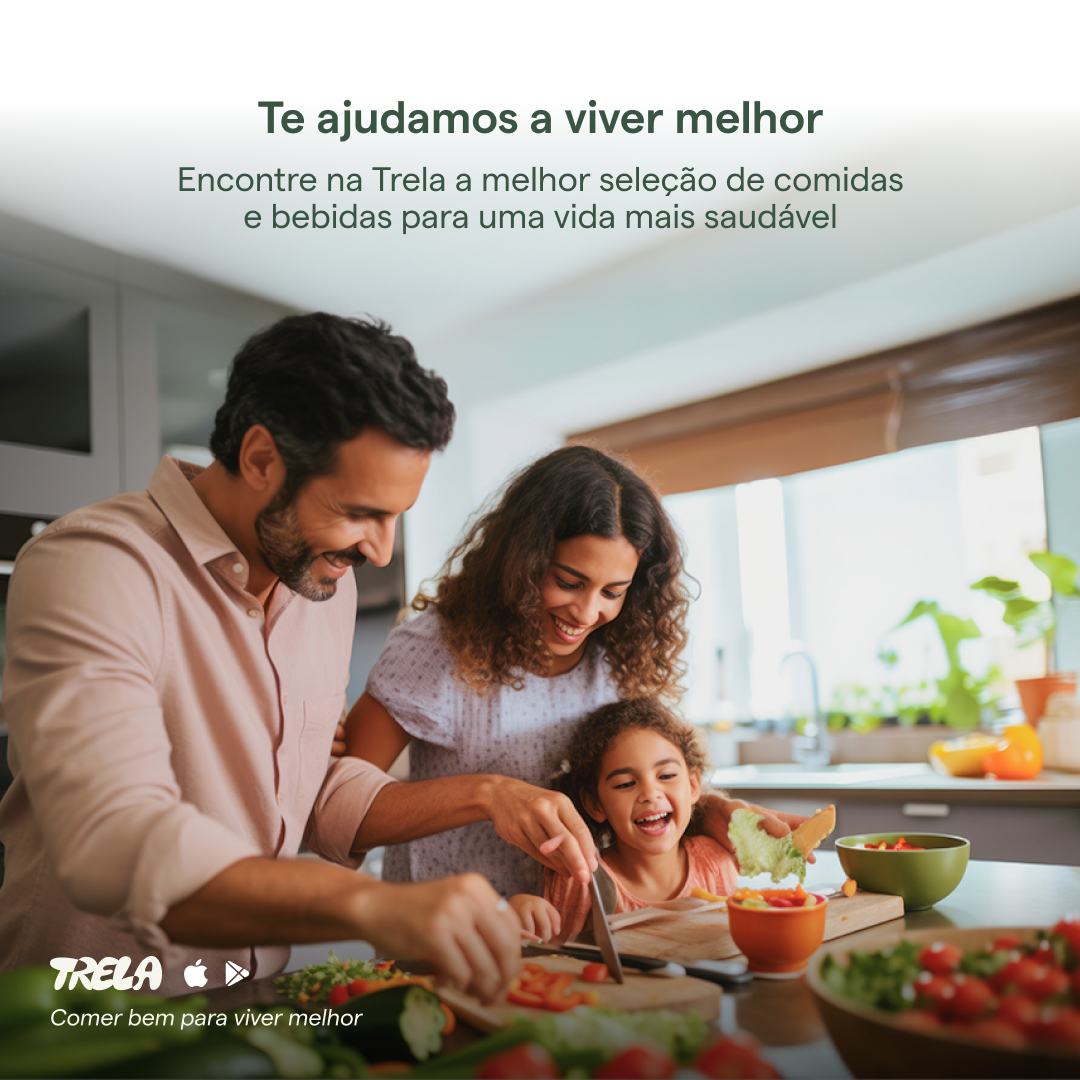 Te ajudamos a viver melhor
Encontre na Trela a melhor seleção de comidas
e bebidas para uma vida mais saudável
TRELA
Comer bem para viver melhor